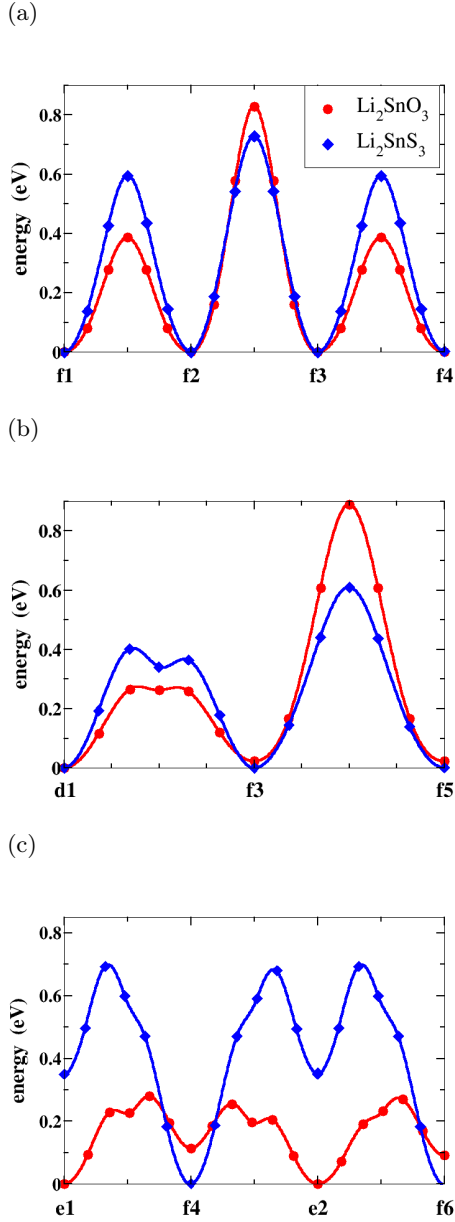 (a)
0.8
0.6
0.4
0.2
0
energy (eV)
Li₂SnO₃
Li₂SnS₃
f1 f2 f3 f4
(b)
0.8
0.6
0.4
0.2
0
energy (eV)
d1 f3 f5
(c)
0.8
0.6
0.4
0.2
0
energy (eV)
e1 f4 e2 f6